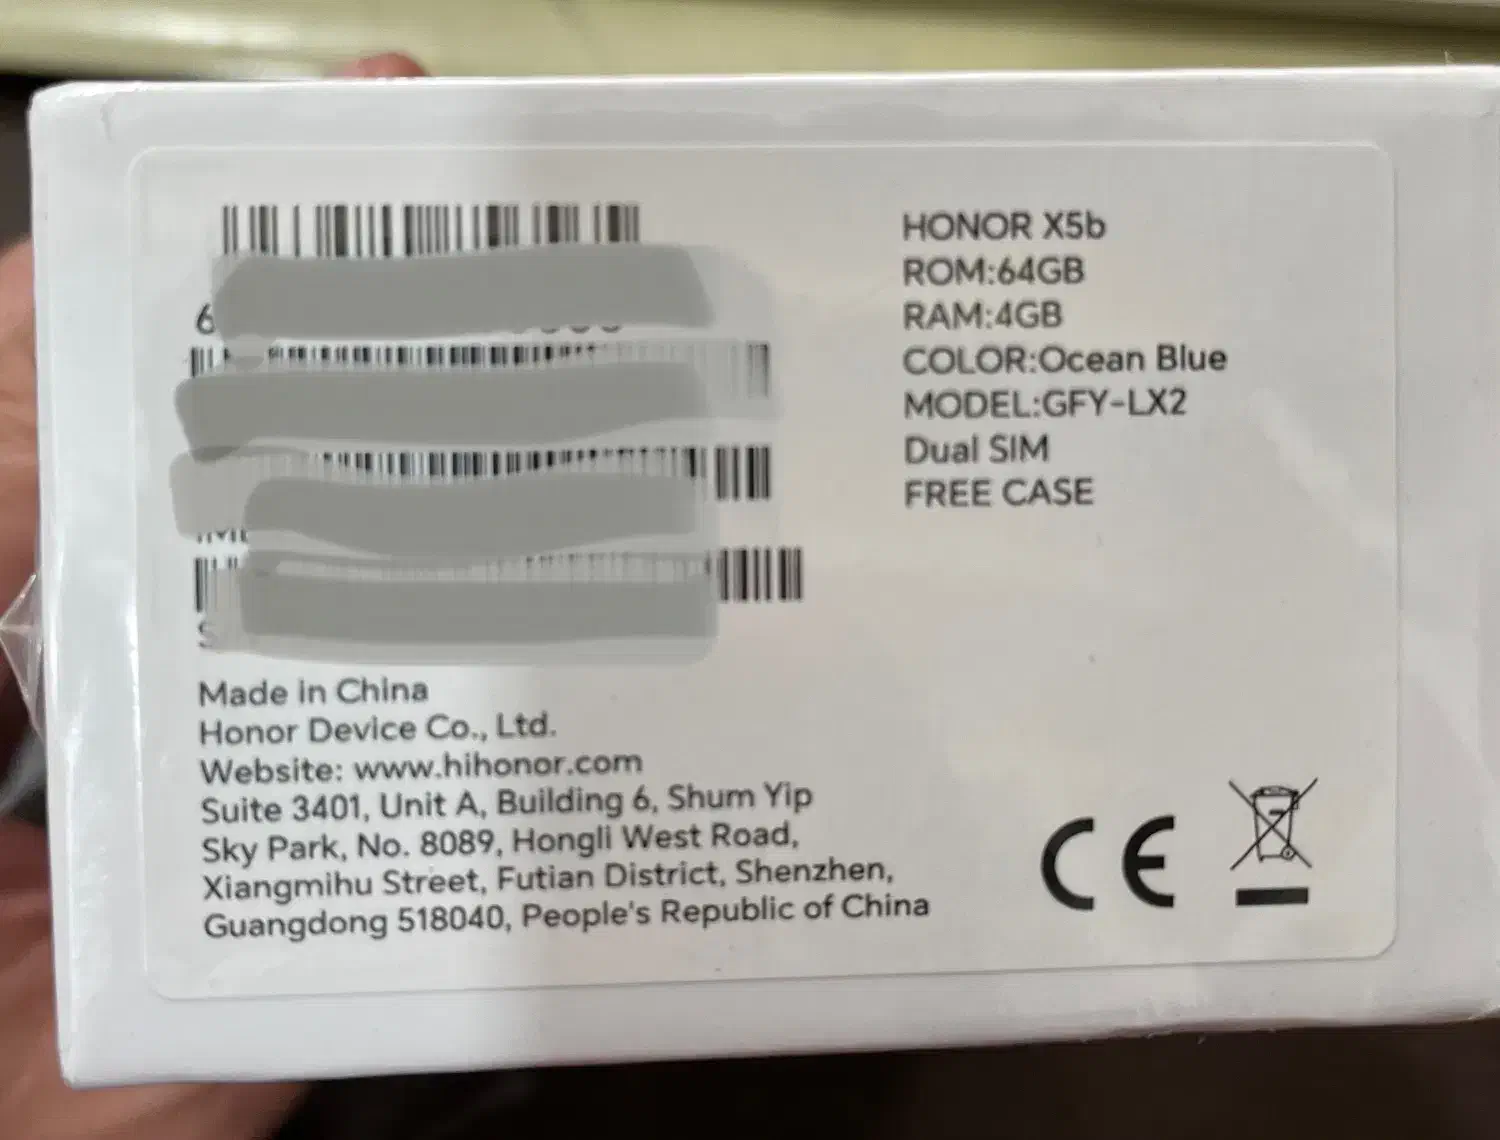 HONOR X5b
ROM:64GB
RAM:4GB
COLOR:Ocean Blue
MODEL:GFY-LX2
Dual SIM
FREE CASE
6
Made in China
Honor Device Co., Ltd.
Website: www.hihonor.com
Suite 3401, Unit A, Building 6, Shum Yip
Sky Park, No. 8089, Hongli West Road,
Xiangmihu Street, Futian District, Shenzhen,
Guangdong 518040, People's Republic of China
CE